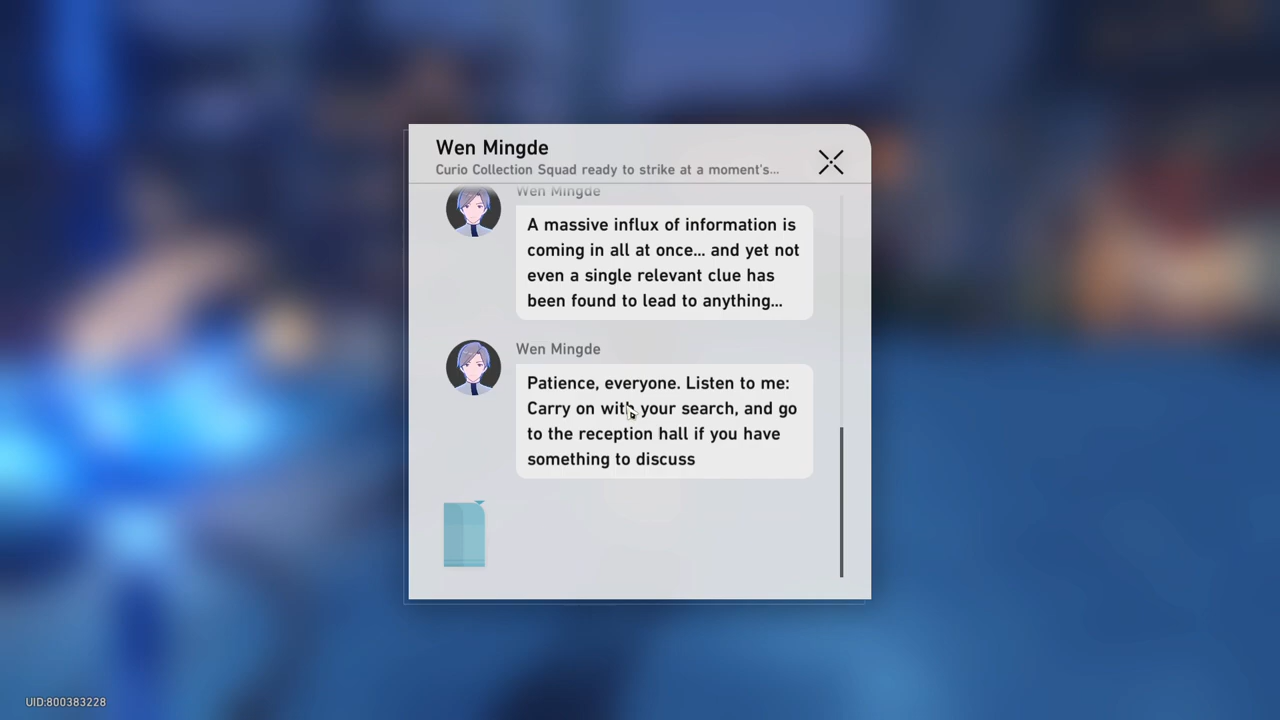 Wen Mingde
Curio Collection Squad ready to strike at a moment's...
Wen Mingde
A massive influx of information is
coming in all at once... and yet not
even a single relevant clue has
been found to lead to anything...
Wen Mingde
Patience, everyone. Listen to me:
Carry on with your search, and go
to the reception hall if you have
something to discuss
UID:800383228